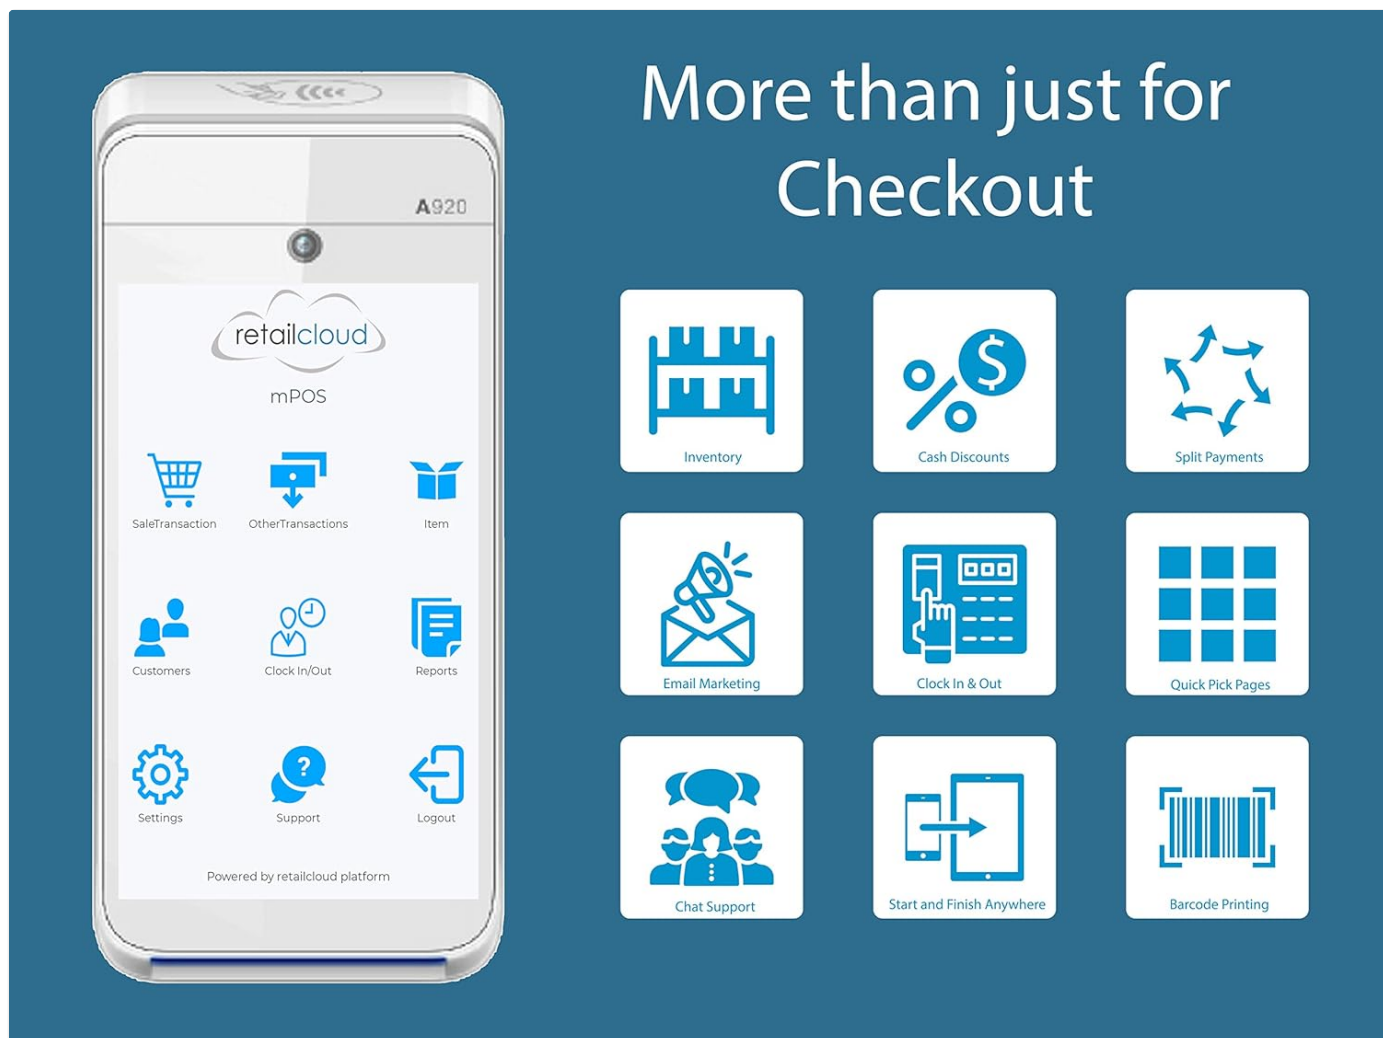 More than just for
Checkout
A920
retailcloud
mPOS
SaleTransaction OtherTransactions Item
Customers Clock In/Out Reports
Settings Support Logout
Powered by retailcloud platform
Inventory Cash Discounts Split Payments
Email Marketing Clock In & Out Quick Pick Pages
Chat Support Start and Finish Anywhere Barcode Printing